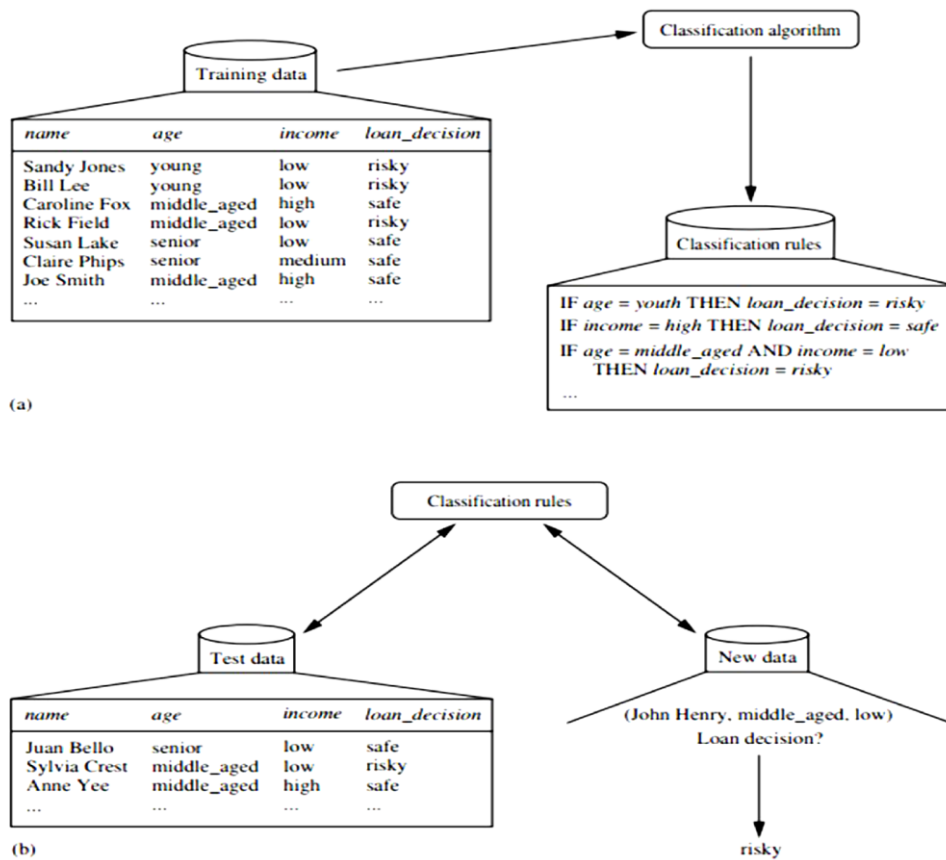 Classification algorithm
Training data
name age income loan_decision
Sandy Jones young low risky
Bill Lee young low risky
Caroline Fox middle_aged high safe
Rick Field middle_aged low risky
Susan Lake senior low safe
Claire Phips senior medium safe
Joe Smith middle_aged high safe
... ... ... ...
Classification rules
IF age = youth THEN loan_decision = risky
IF income = high THEN loan_decision = safe
IF age = middle_aged AND income = low
THEN loan_decision = risky
...
(a)
Classification rules
Test data
name age income loan_decision
Juan Bello senior low safe
Sylvia Crest middle_aged low risky
Anne Yee middle_aged high safe
... ... ... ...
New data
(John Henry, middle_aged, low)
Loan decision?
risky
(b)